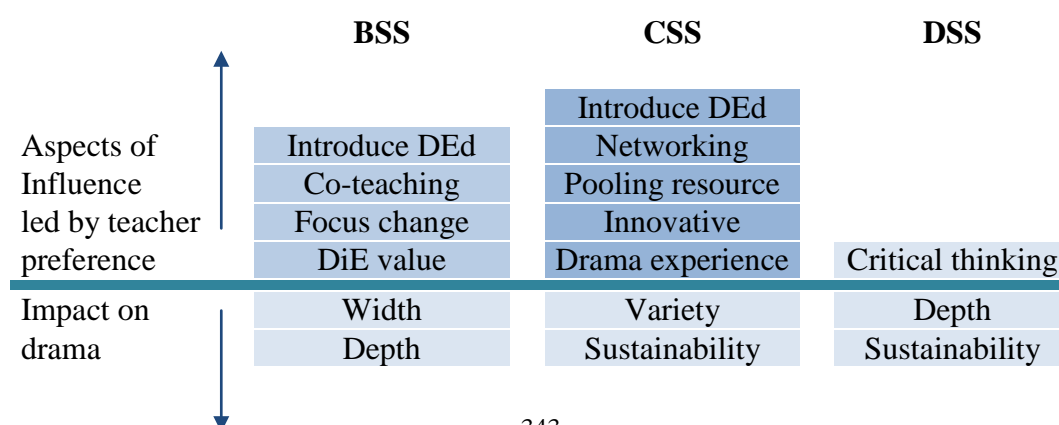 BSS CSS DSS
Introduce DEd
Aspects of Introduce DEd Networking
Influence Co-teaching Pooling resource
led by teacher Focus change Innovative
preference DiE value Drama experience Critical thinking
Impact on Width Variety Depth
drama Depth Sustainability Sustainability